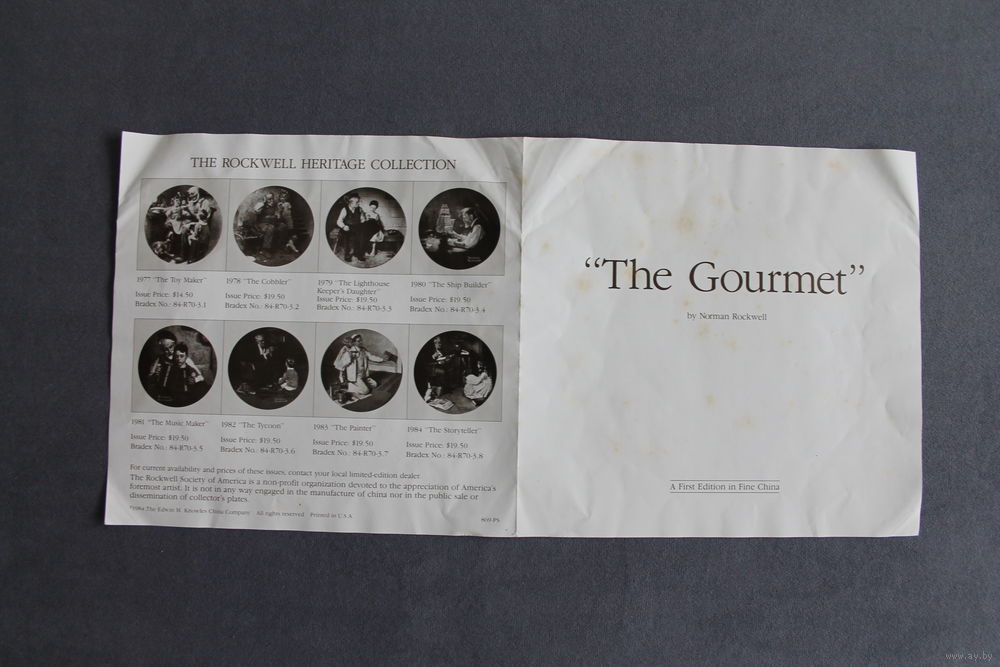 THE ROCKWELL HERITAGE COLLECTION
1977 "The Toy Maker"
Issue Price: $14.50
Bradex No.: 84-R70-3.1
1978 "The Cobbler"
Issue Price: $19.50
Bradex No.: 84-R70-3.2
1979 "The Lighthouse
Keeper's Daughter"
Issue Price: $19.50
Bradex No.: 84-R70-3.3
1980 "The Ship Builder"
Issue Price: $19.50
Bradex No.: 84-R70-3.4
1981 "The Music Maker"
Issue Price: $19.50
Bradex No.: 84-R70-3.5
1982 "The Tycoon"
Issue Price: $19.50
Bradex No.: 84-R70-3.6
1983 "The Painter"
Issue Price: $19.50
Bradex No.: 84-R70-3.7
1984 "The Storyteller"
Issue Price: $19.50
Bradex No.: 84-R70-3.8
For current availability and prices of these issues, contact your local limited-edition dealer.
The Rockwell Society of America is a non-profit organization devoted to the appreciation of America's
foremost artist. It is not in any way engaged in the manufacture of china nor in the public sale or
dissemination of collector's plates.
©1984 The Edwin M. Knowles China Company All rights reserved Printed in U.S.A.
809-PS
"The Gourmet"
by Norman Rockwell
A First Edition in Fine China
www.ay.by